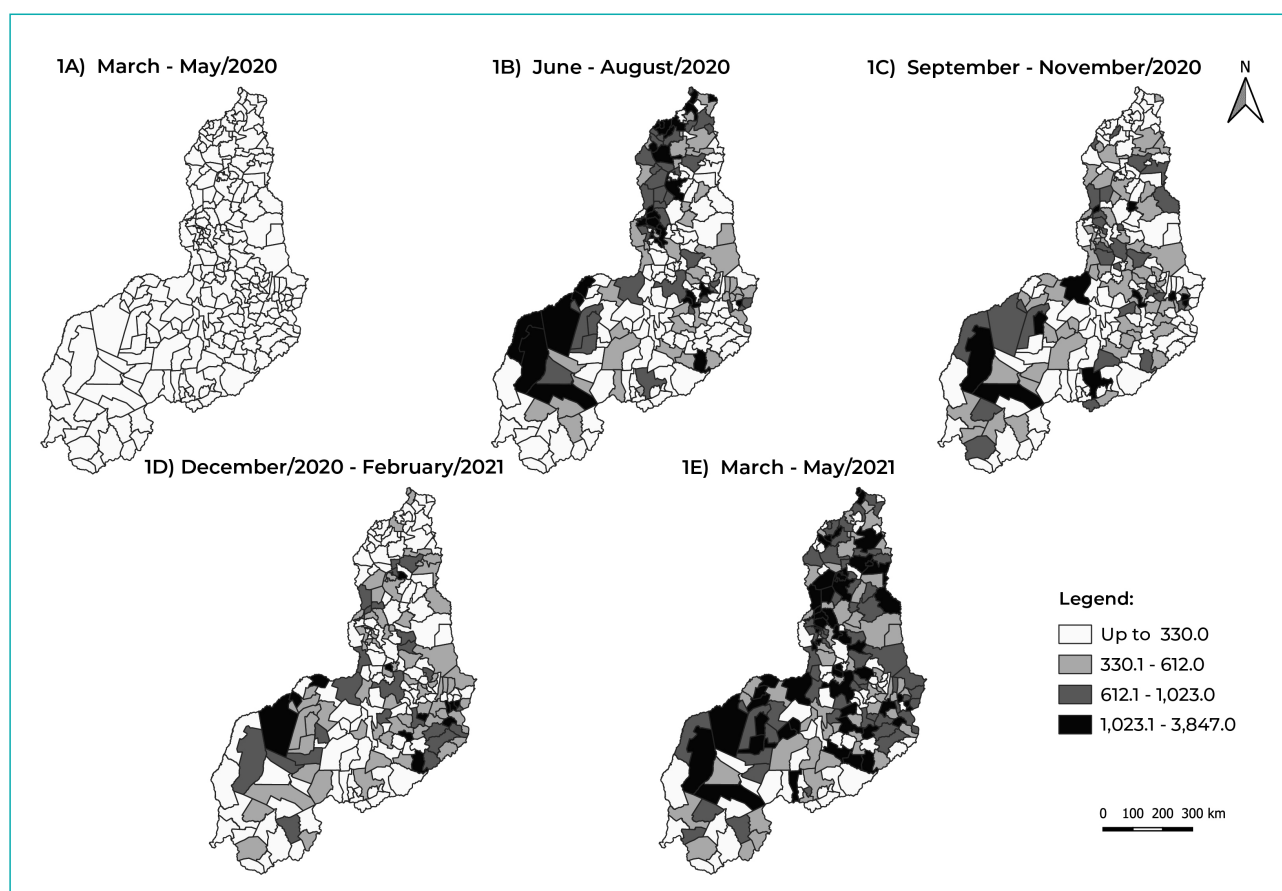 1A) March - May/2020
1B) June - August/2020
1C) September - November/2020
N
1D) December/2020 - February/2021
1E) March - May/2021
Legend:
Up to 330.0
330.1 - 612.0
612.1 - 1,023.0
1,023.1 - 3,847.0
0 100 200 300 km